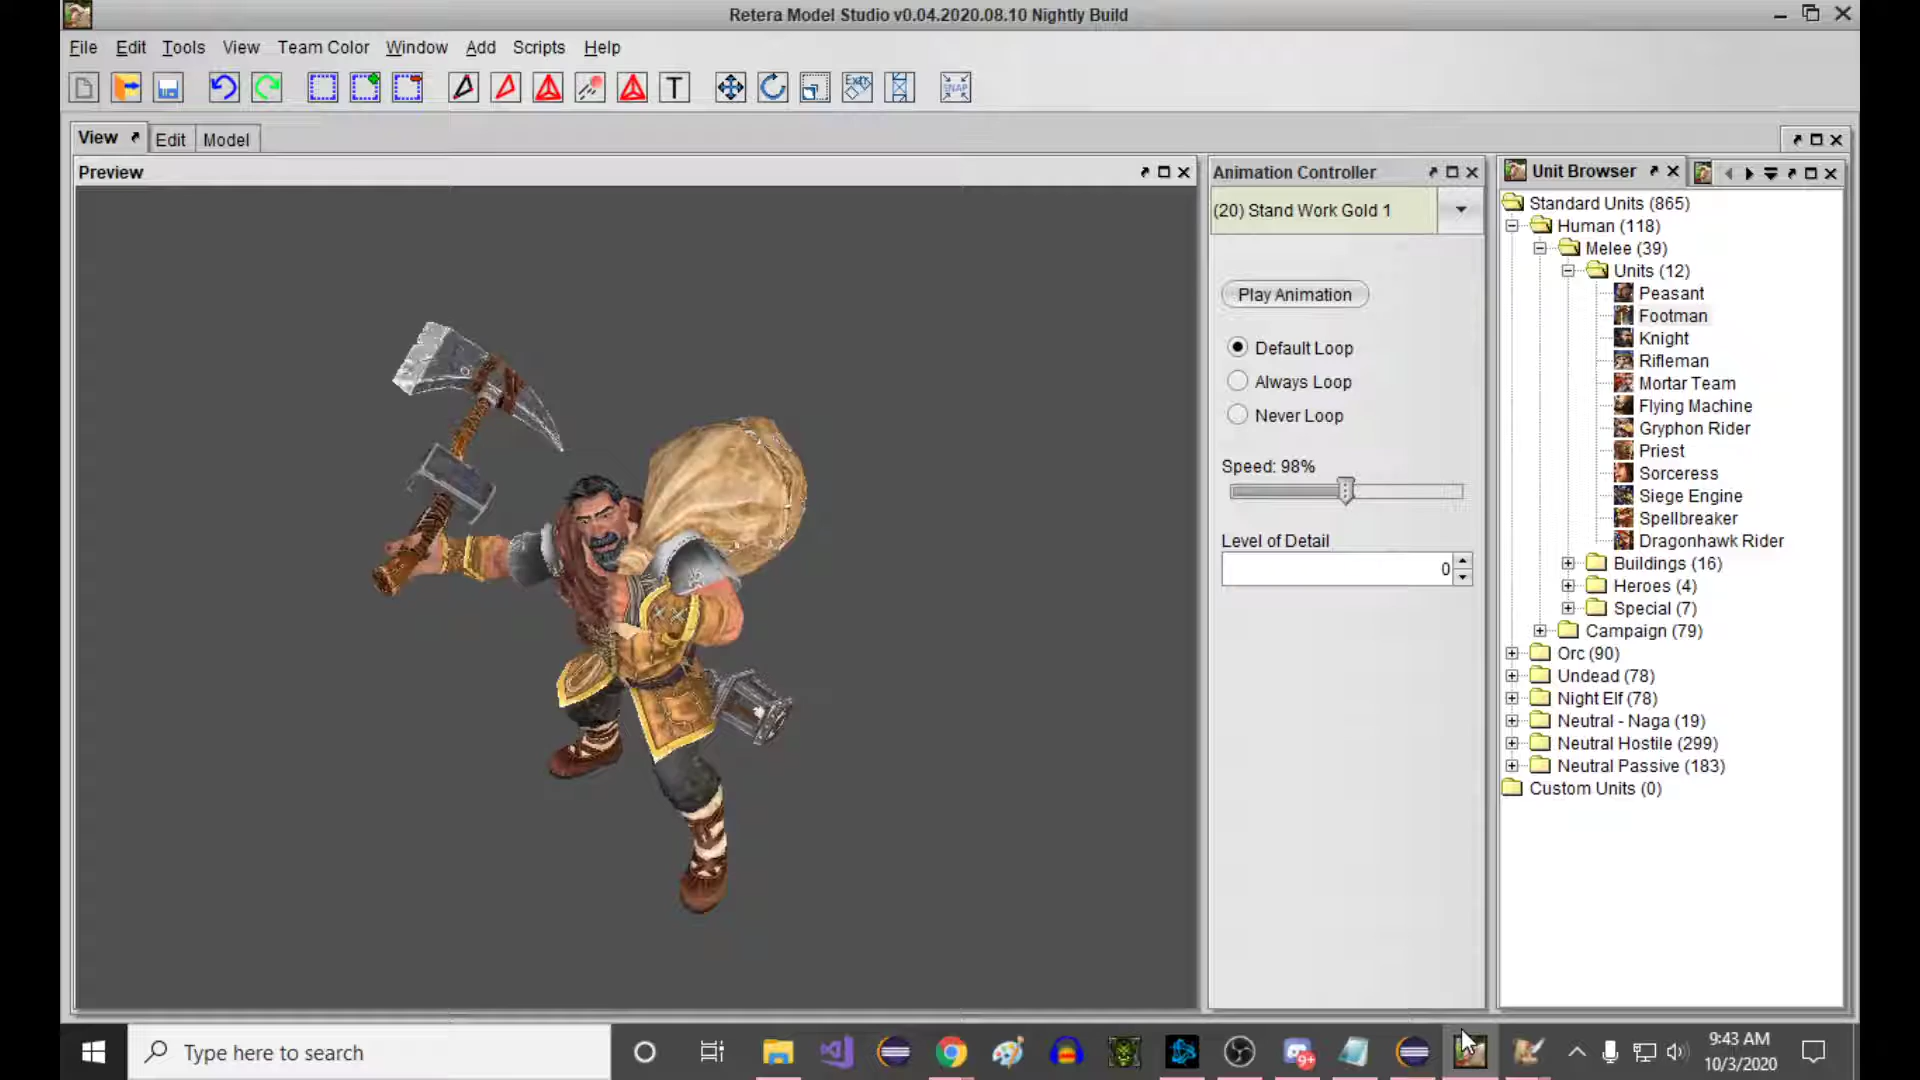 Retera Model Studio v0.04.2020.08.10 Nightly Build
File Edit Tools View Team Color Window Add Scripts Help
T
SNAP
View Edit Model
Preview
Animation Controller
(20) Stand Work Gold 1
Play Animation
Default Loop
Always Loop
Never Loop
Speed: 98%
Level of Detail
0
Unit Browser
Standard Units (865)
Human (118)
Melee (39)
Units (12)
Peasant
Footman
Knight
Rifleman
Mortar Team
Flying Machine
Gryphon Rider
Priest
Sorceress
Siege Engine
Spellbreaker
Dragonhawk Rider
Buildings (16)
Heroes (4)
Special (7)
Campaign (79)
Orc (90)
Undead (78)
Night Elf (78)
Neutral - Naga (19)
Neutral Hostile (299)
Neutral Passive (183)
Custom Units (0)
Type here to search
9+
9:43 AM
10/3/2020